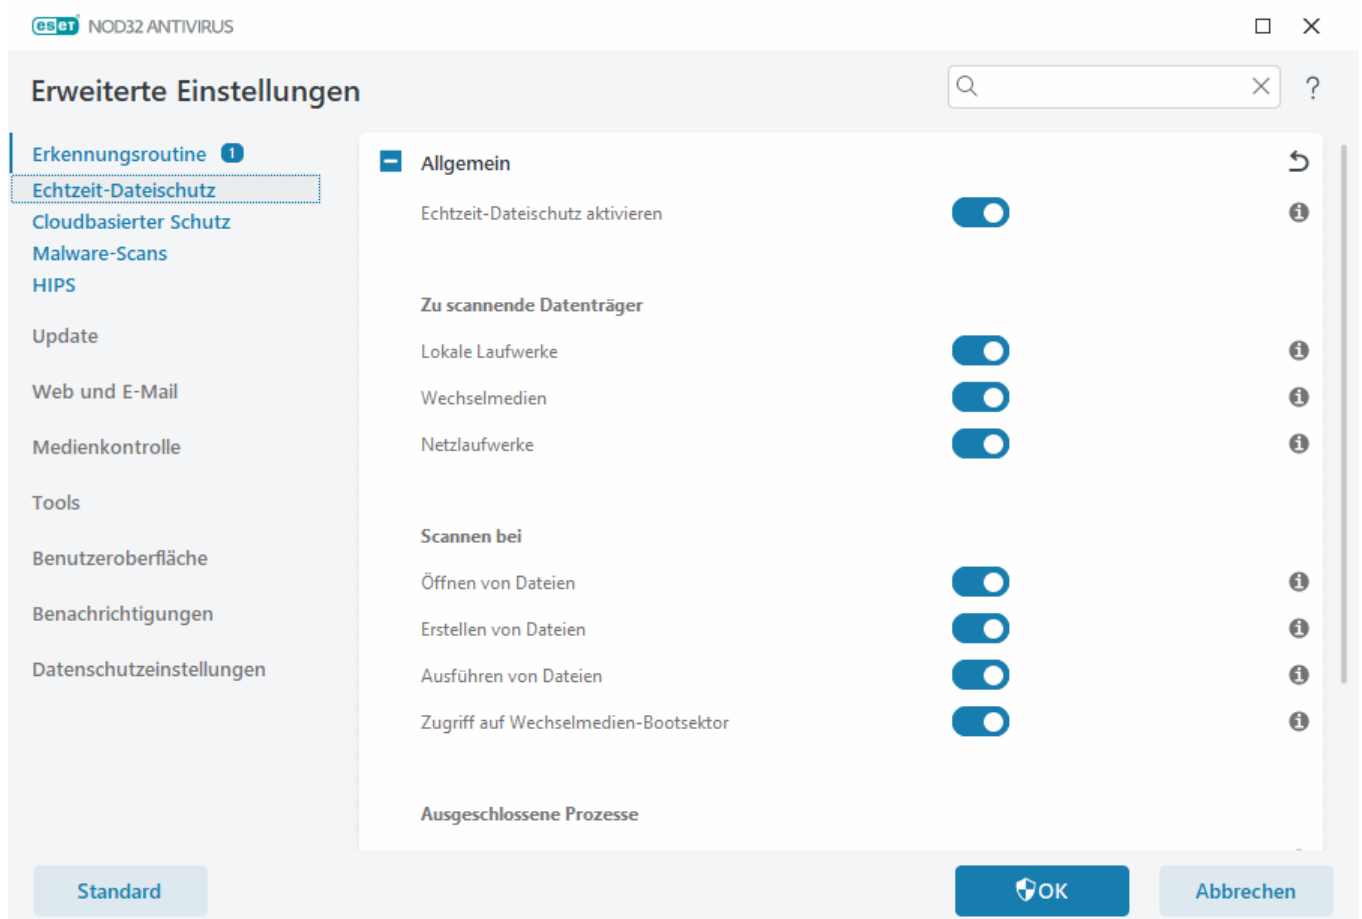 eset NOD32 ANTIVIRUS
Erweiterte Einstellungen
?
Erkennungsroutine 1
Echtzeit-Dateischutz
Cloudbasierter Schutz
Malware-Scans
HIPS
Update
Web und E-Mail
Medienkontrolle
Tools
Benutzeroberfläche
Benachrichtigungen
Datenschutzeinstellungen
Allgemein
Echtzeit-Dateischutz aktivieren
Zu scannende Datenträger
Lokale Laufwerke
Wechselmedien
Netzlaufwerke
Scannen bei
Öffnen von Dateien
Erstellen von Dateien
Ausführen von Dateien
Zugriff auf Wechselmedien-Bootsektor
Ausgeschlossene Prozesse
Standard
OK
Abbrechen